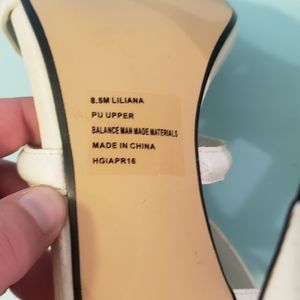 8.5M LILIANA
PU UPPER
BALANCE MAN MADE MATERIALS
MADE IN CHINA
HGIAPR16